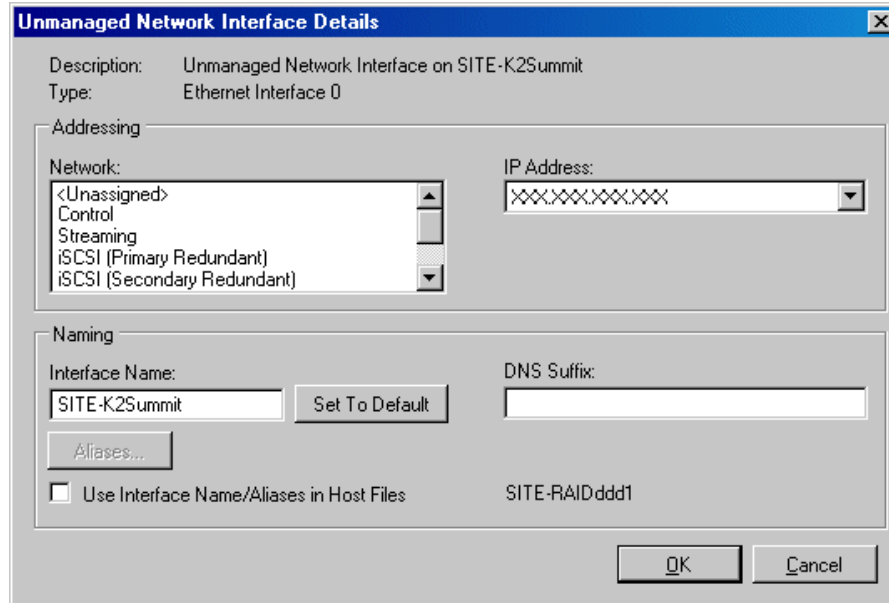 Unmanaged Network Interface Details
Description: Unmanaged Network Interface on SITE-K2Summit
Type: Ethernet Interface 0
Addressing
Network:
<Unassigned>
Control
Streaming
iSCSI (Primary Redundant)
iSCSI (Secondary Redundant)
IP Address:
XXX.XXX.XXX.XXX
Naming
Interface Name:
SITE-K2Summit
Set To Default
DNS Suffix:
Aliases...
Use Interface Name/Aliases in Host Files
SITE-RAIDddd1
OK
Cancel